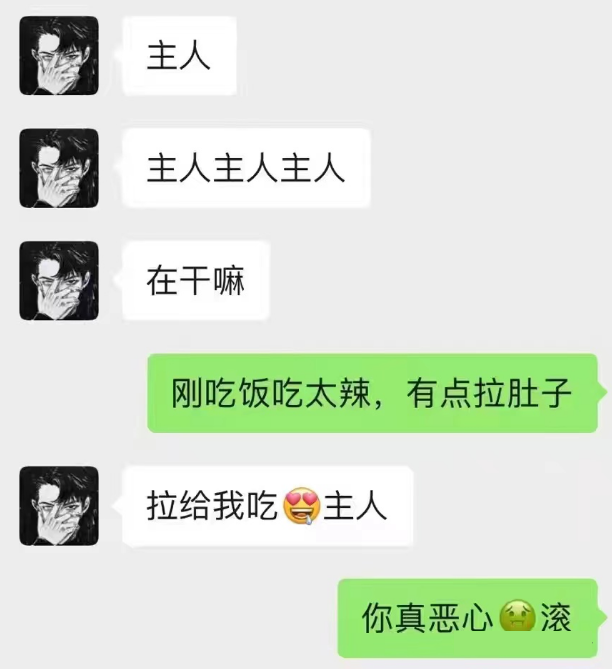 主人
主人主人主人
在干嘛
刚吃饭吃太辣，有点拉肚子
拉给我吃😍主人
你真恶心🤢滚